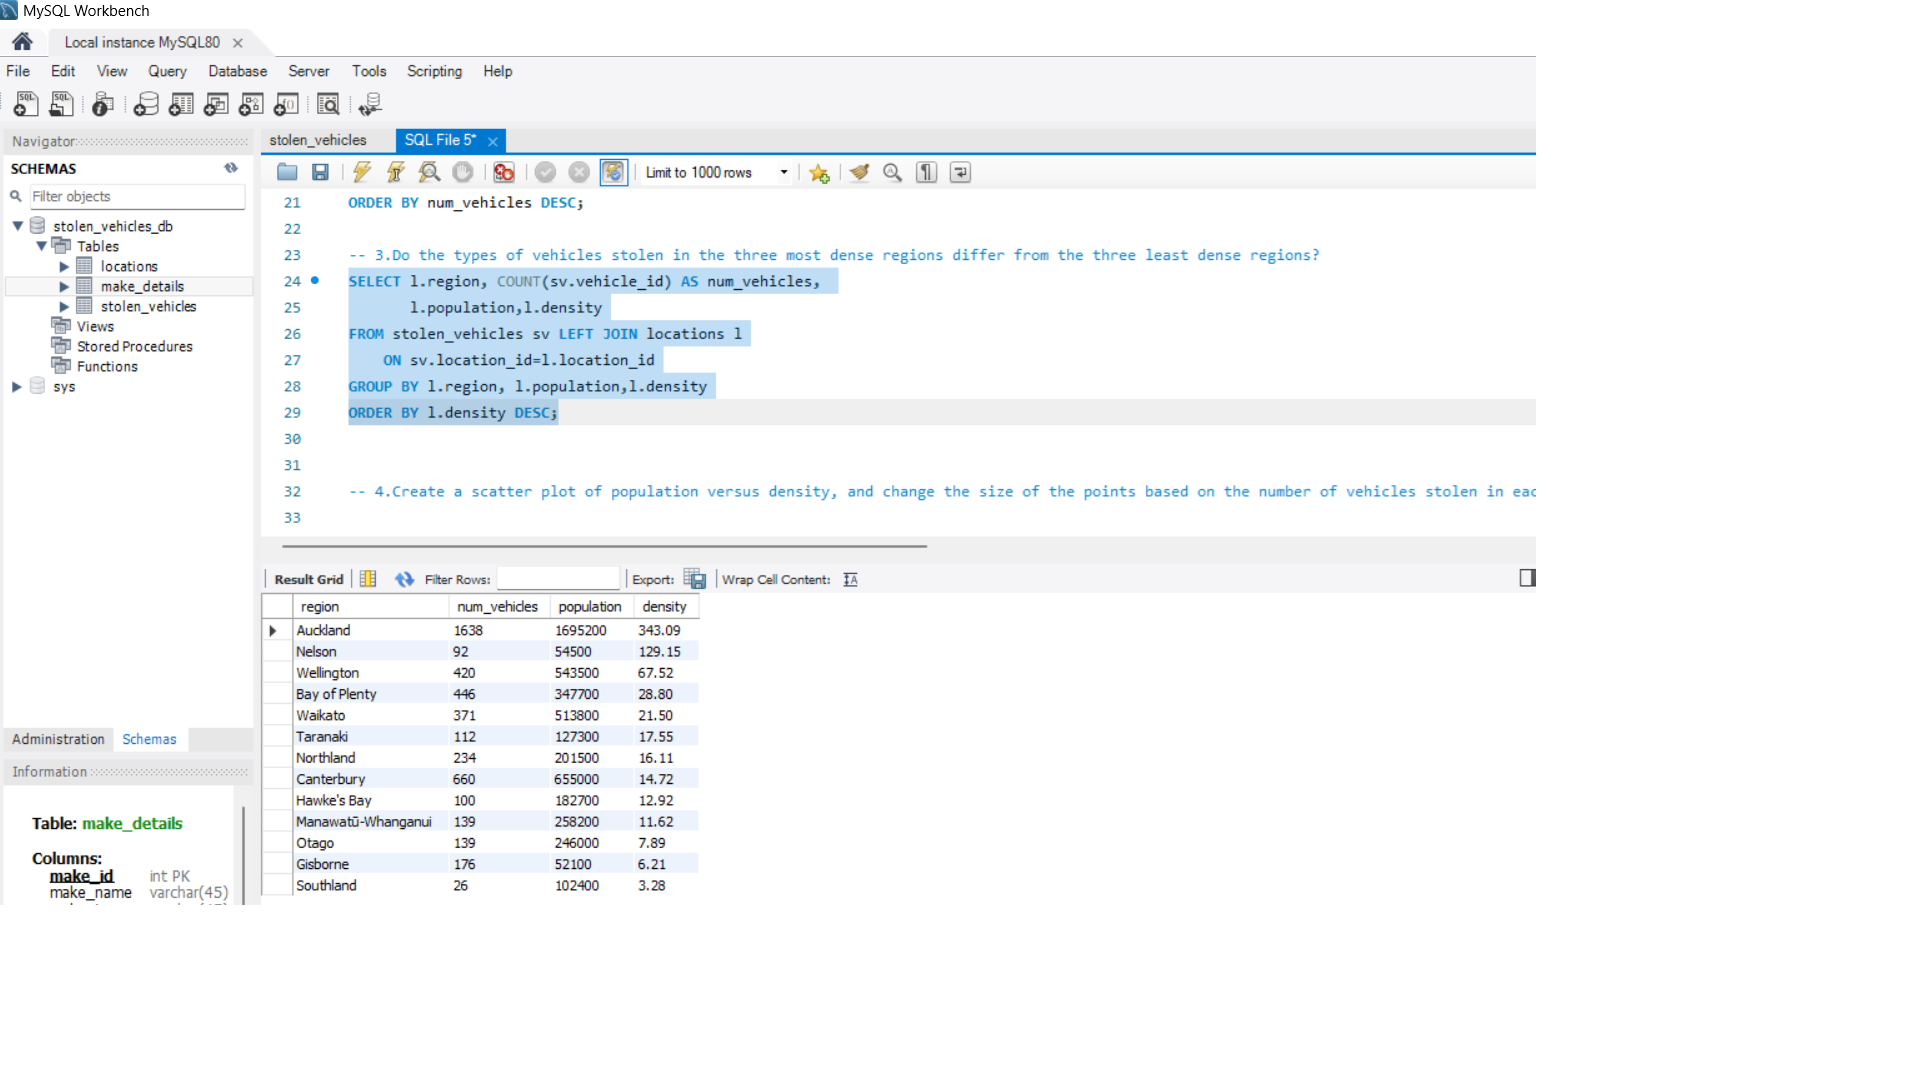 MySQL Workbench
Local instance MySQL80
File Edit View Query Database Server Tools Scripting Help
Navigator
SCHEMAS
Filter objects
stolen_vehicles_db
Tables
locations
make_details
stolen_vehicles
Views
Stored Procedures
Functions
sys
Administration Schemas
Information
Table: make_details
Columns:
make_id int PK
make_name varchar(45)
stolen_vehicles SQL File 5*
Limit to 1000 rows
21 ORDER BY num_vehicles DESC;
22
23 -- 3.Do the types of vehicles stolen in the three most dense regions differ from the three least dense regions?
24 SELECT l.region, COUNT(sv.vehicle_id) AS num_vehicles,
25 l.population,l.density
26 FROM stolen_vehicles sv LEFT JOIN locations l
27 ON sv.location_id=l.location_id
28 GROUP BY l.region, l.population,l.density
29 ORDER BY l.density DESC;
30
31
32 -- 4.Create a scatter plot of population versus density, and change the size of the points based on the number of vehicles stolen in eac
33
Result Grid Filter Rows: Export: Wrap Cell Content:
region num_vehicles population density
Auckland 1638 1695200 343.09
Nelson 92 54500 129.15
Wellington 420 543500 67.52
Bay of Plenty 446 347700 28.80
Waikato 371 513800 21.50
Taranaki 112 127300 17.55
Northland 234 201500 16.11
Canterbury 660 655000 14.72
Hawke's Bay 100 182700 12.92
Manawatū-Whanganui 139 258200 11.62
Otago 139 246000 7.89
Gisborne 176 52100 6.21
Southland 26 102400 3.28